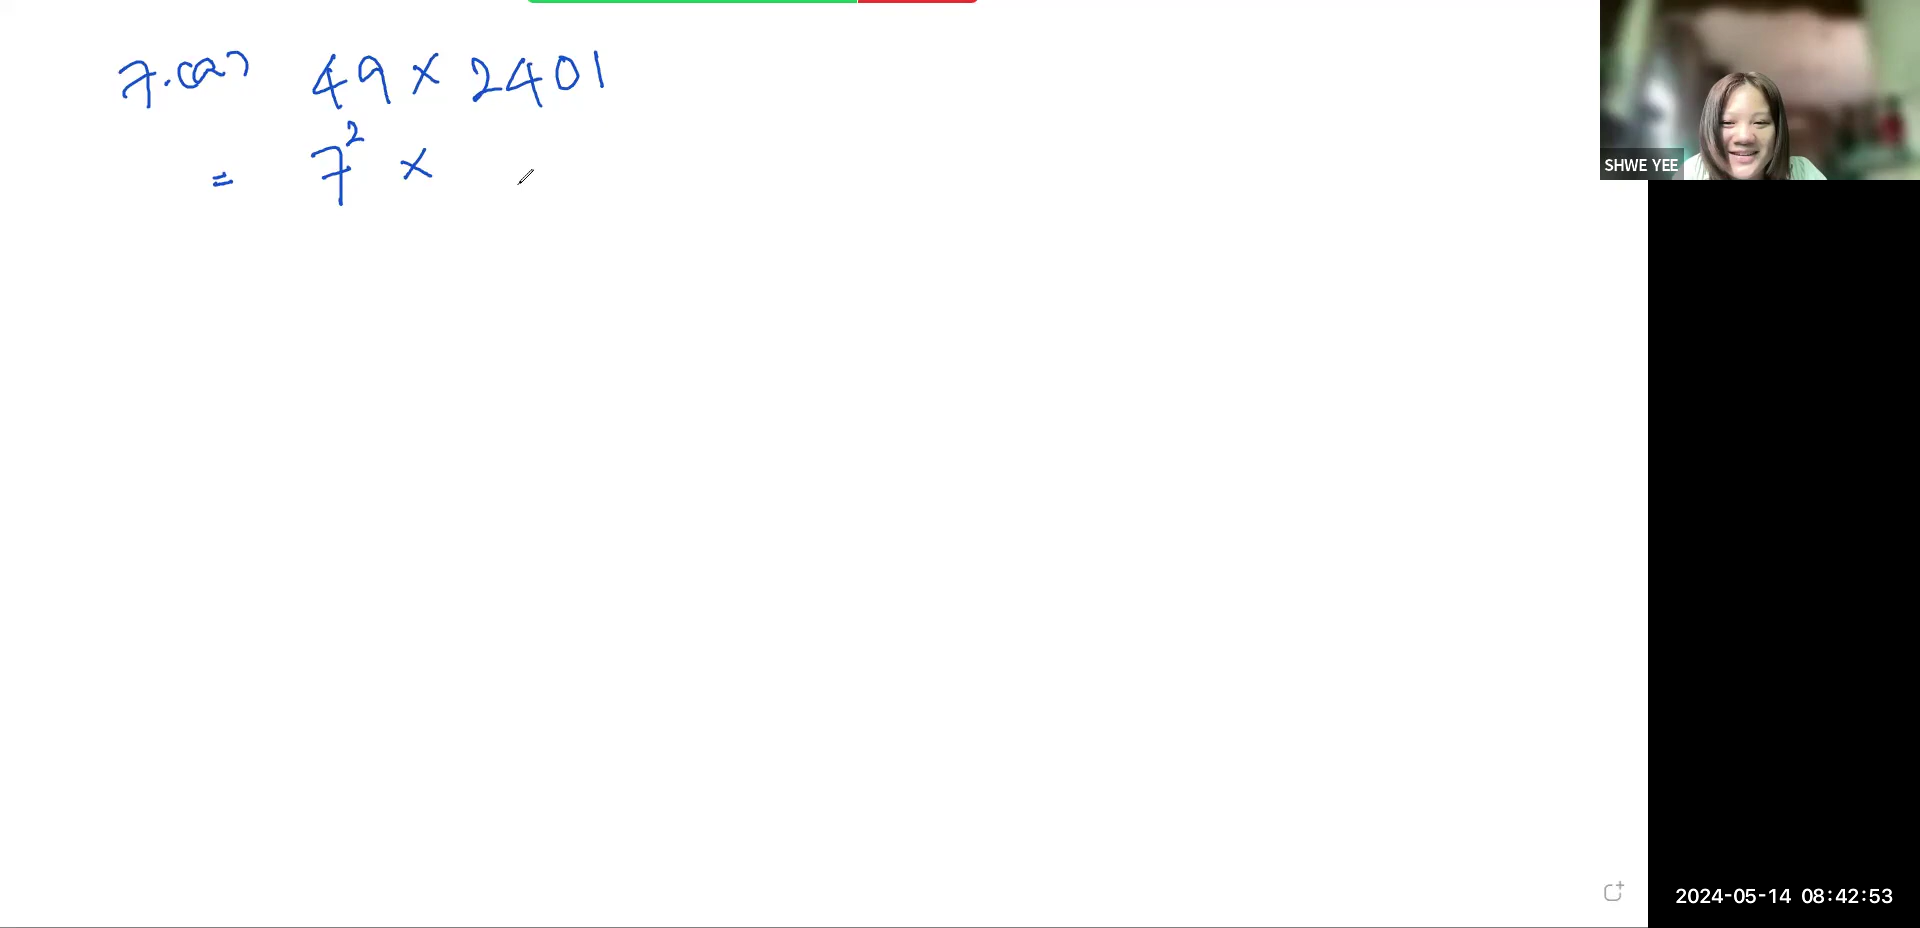 7.(a) 49 × 2401
= 7² ×
SHWE YEE
2024-05-14 08:42:53